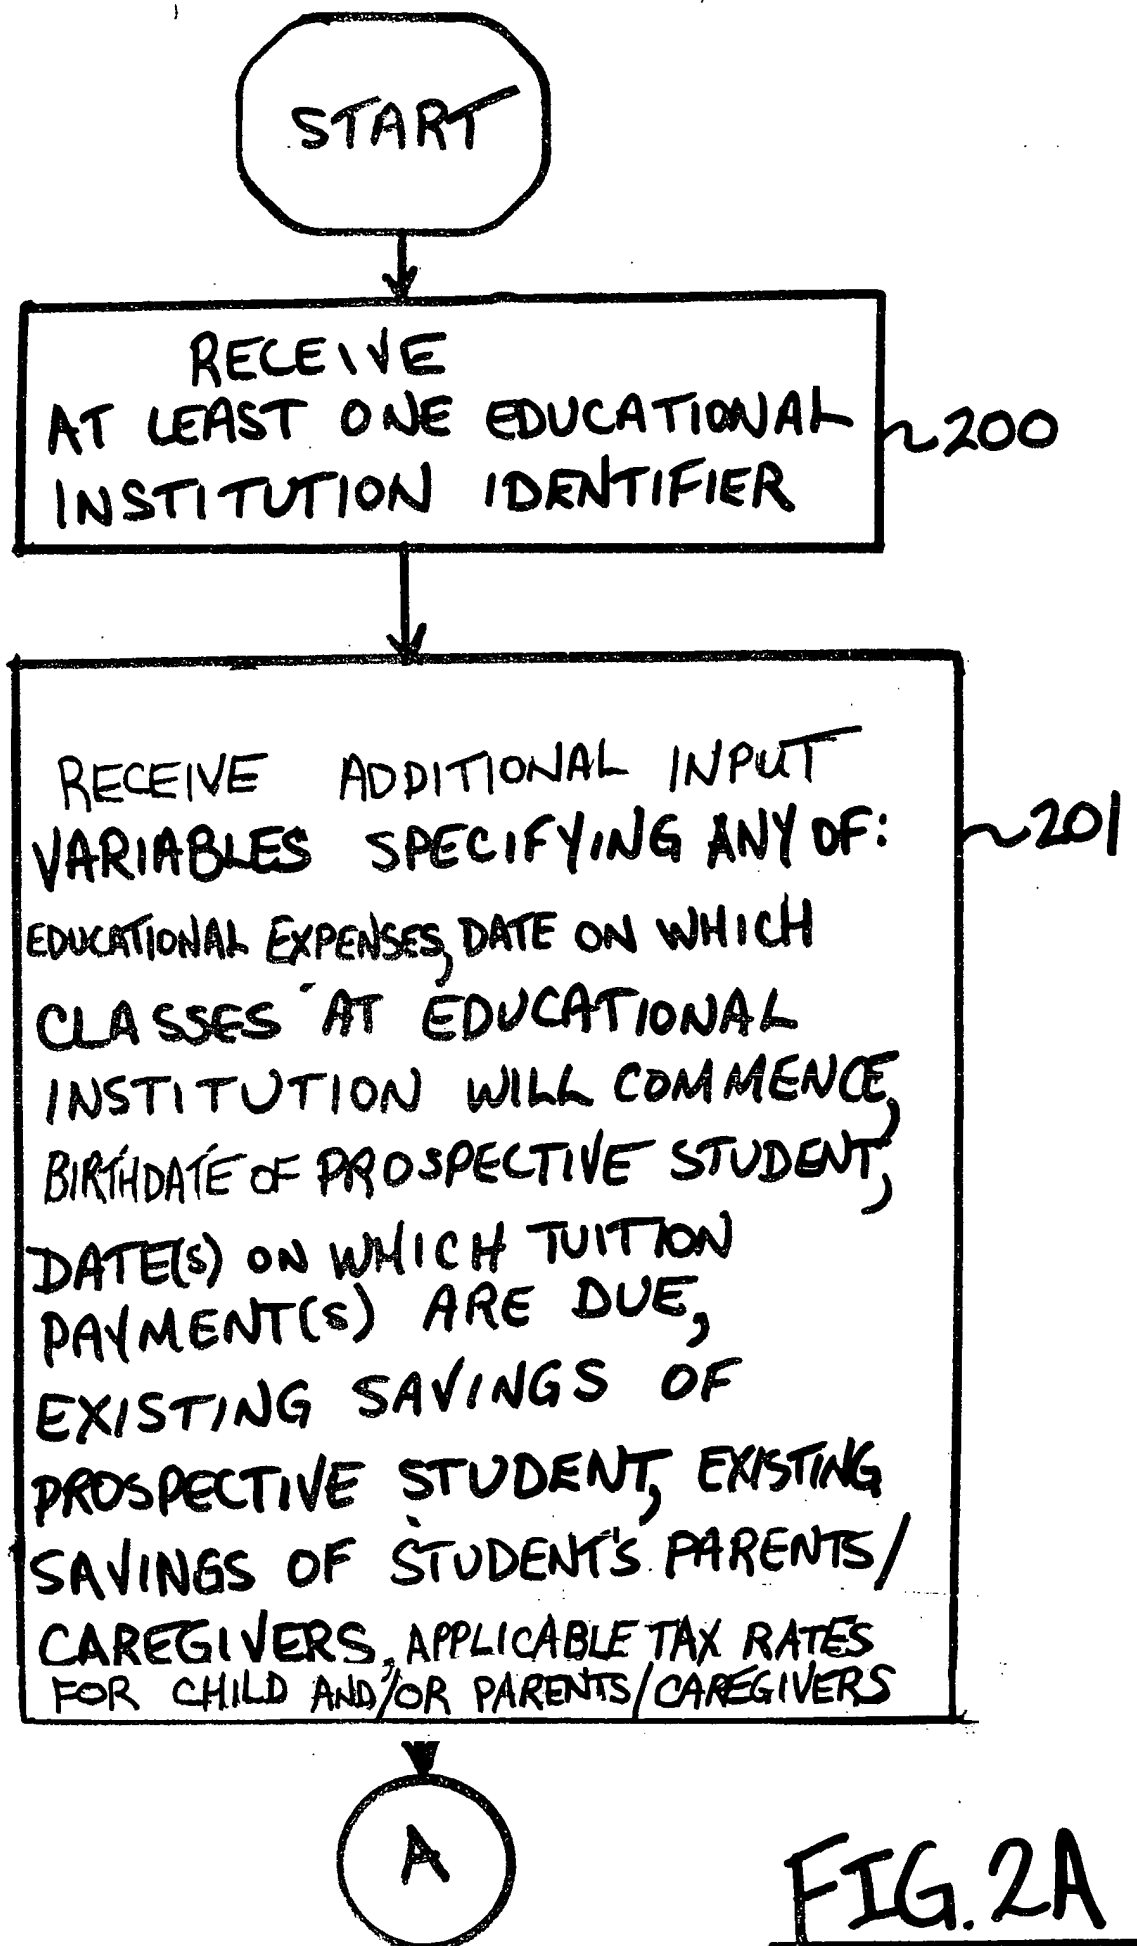 START
RECEIVE
AT LEAST ONE EDUCATIONAL
INSTITUTION IDENTIFIER
200
RECEIVE ADDITIONAL INPUT
VARIABLES SPECIFYING ANY OF:
201
EDUCATIONAL EXPENSES, DATE ON WHICH
CLASSES AT EDUCATIONAL
INSTITUTION WILL COMMENCE,
BIRTHDATE OF PROSPECTIVE STUDENT,
DATE(S) ON WHICH TUITION
PAYMENT(S) ARE DUE,
EXISTING SAVINGS OF
PROSPECTIVE STUDENT, EXISTING
SAVINGS OF STUDENT'S PARENTS/
CAREGIVERS, APPLICABLE TAX RATES
FOR CHILD AND/OR PARENTS/CAREGIVERS
A
FIG. 2A